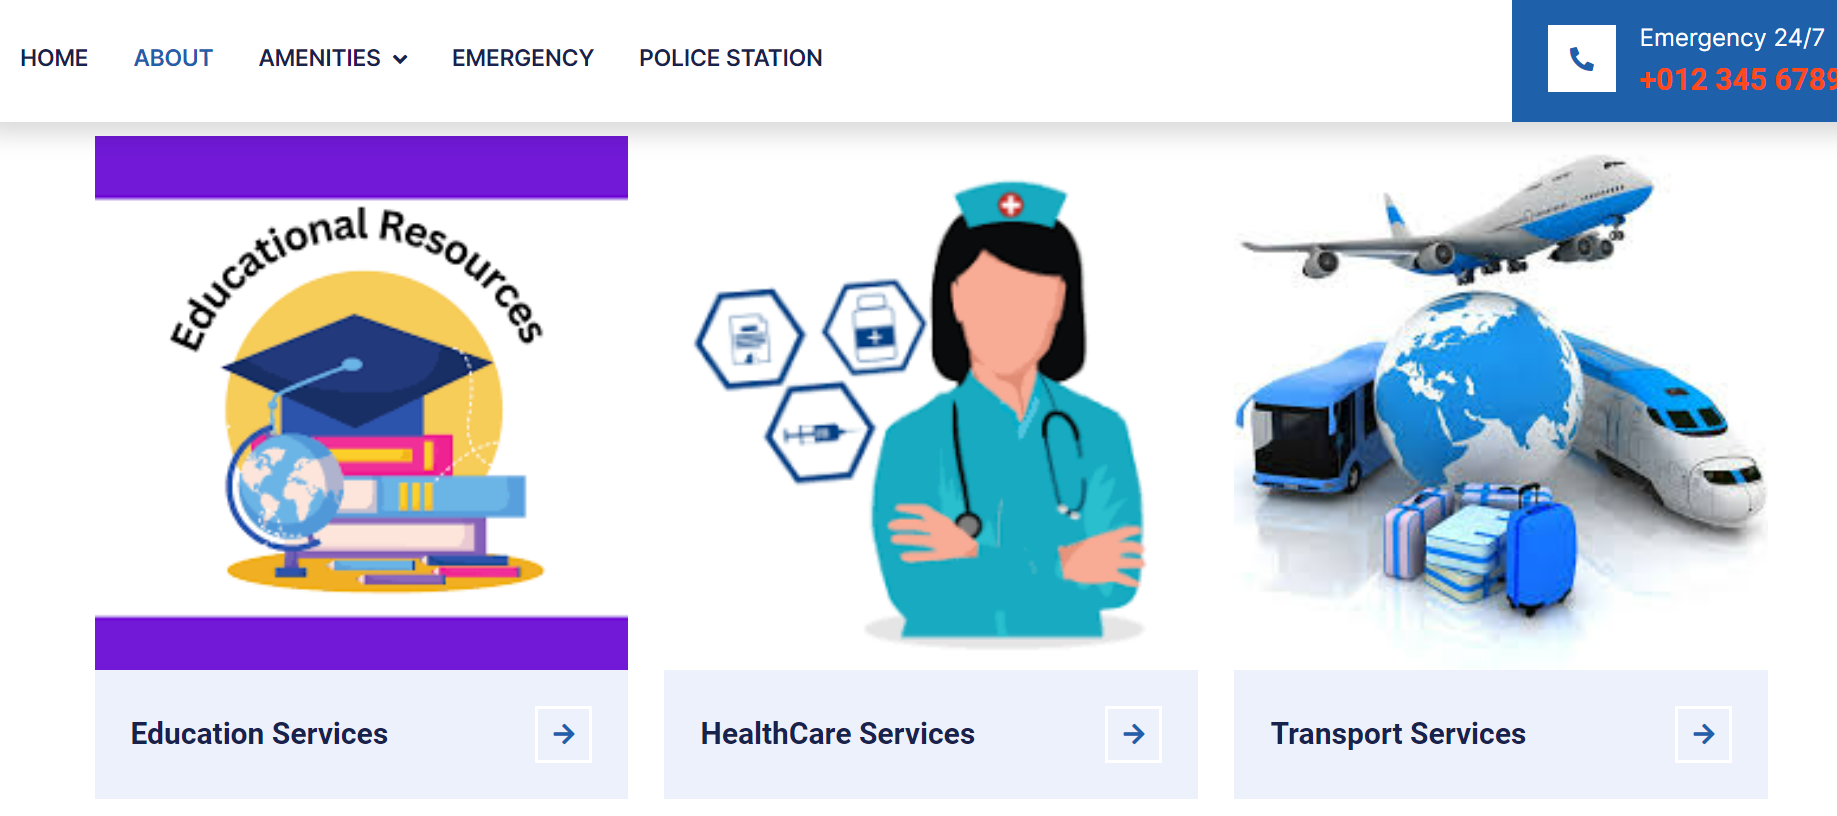 HOME ABOUT AMENITIES EMERGENCY POLICE STATION
Emergency 24/7
+012 345 6789
Educational Resources
Education Services
HealthCare Services
Transport Services